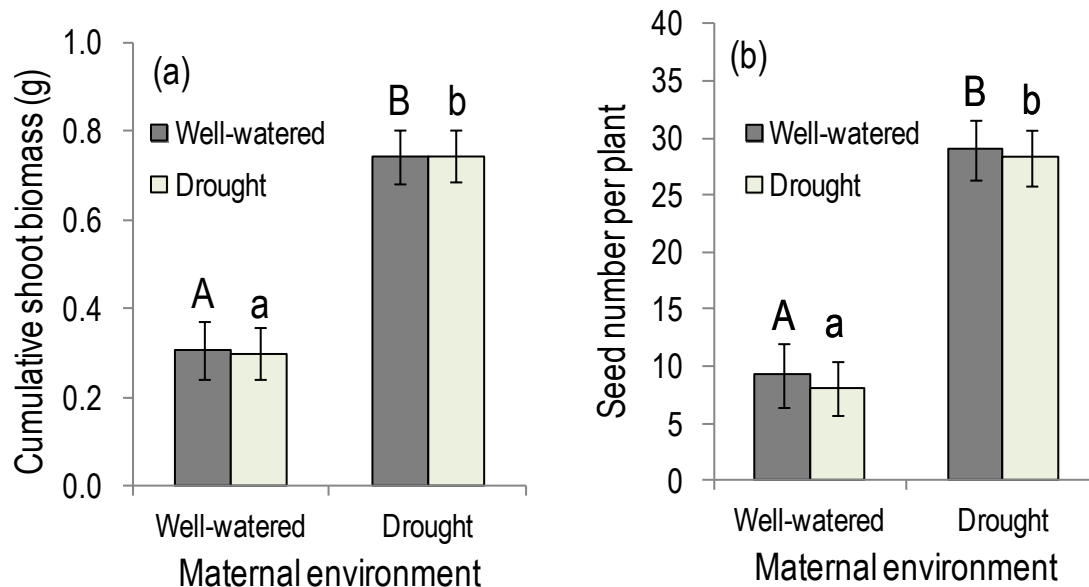 Cumulative shoot biomass (g)
1.0
0.8
0.6
0.4
0.2
0.0
(a)
Well-watered
Drought
A
a
B
b
Well-watered
Drought
Maternal environment
Seed number per plant
40
35
30
25
20
15
10
5
0
(b)
Well-watered
Drought
A
a
B
b
Well-watered
Drought
Maternal environment